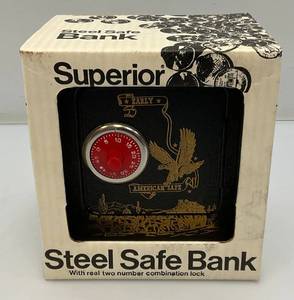 Steel Safe
Bank
Superior
EARLY
AMERICAN SAFE
Steel Safe Bank
With real two number combination lock